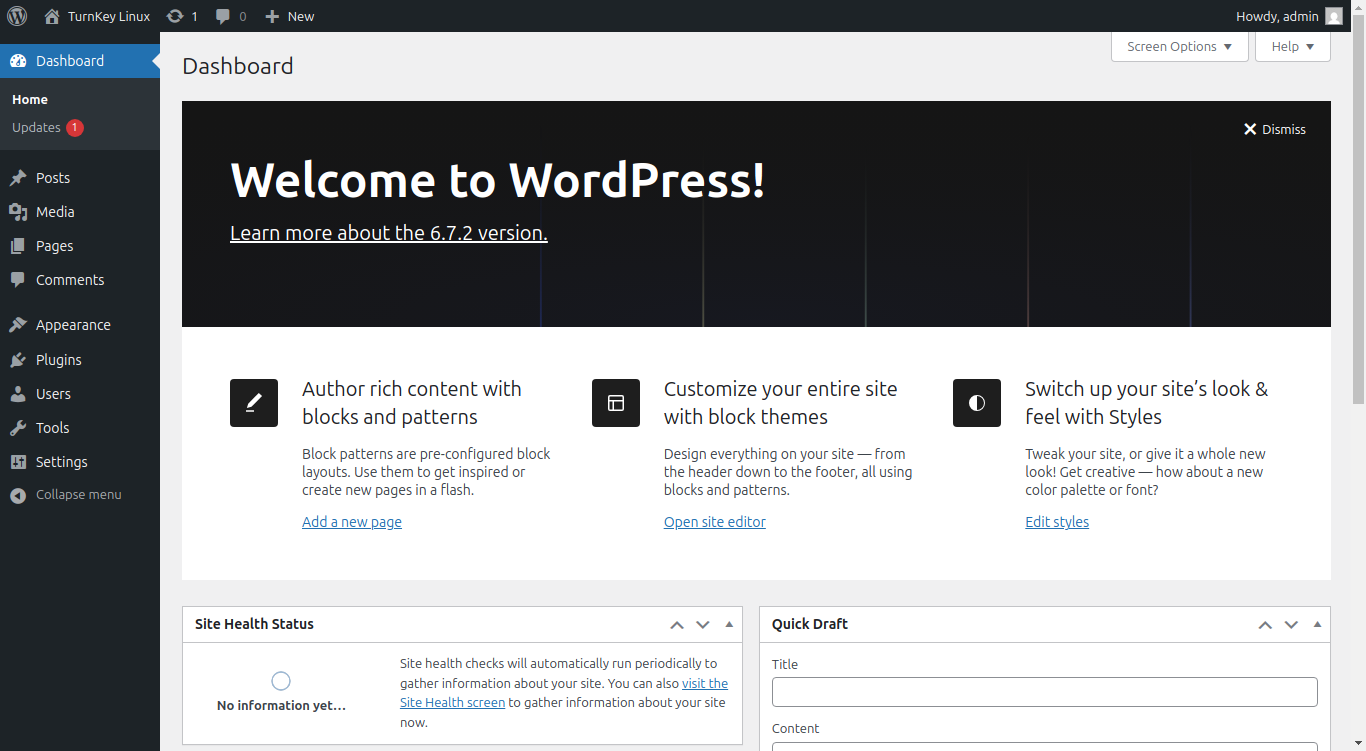 TurnKey Linux 1 0 New Howdy, admin
Dashboard
Home
Updates 1
Posts
Media
Pages
Comments
Appearance
Plugins
Users
Tools
Settings
Collapse menu
Screen Options Help
Dashboard
Dismiss
Welcome to WordPress!
Learn more about the 6.7.2 version.
Author rich content with
blocks and patterns
Block patterns are pre-configured block
layouts. Use them to get inspired or
create new pages in a flash.
Add a new page
Customize your entire site
with block themes
Design everything on your site — from
the header down to the footer, all using
blocks and patterns.
Open site editor
Switch up your site’s look &
feel with Styles
Tweak your site, or give it a whole new
look! Get creative — how about a new
color palette or font?
Edit styles
Site Health Status
No information yet…
Site health checks will automatically run periodically to
gather information about your site. You can also visit the
Site Health screen to gather information about your site
now.
Quick Draft
Title
Content